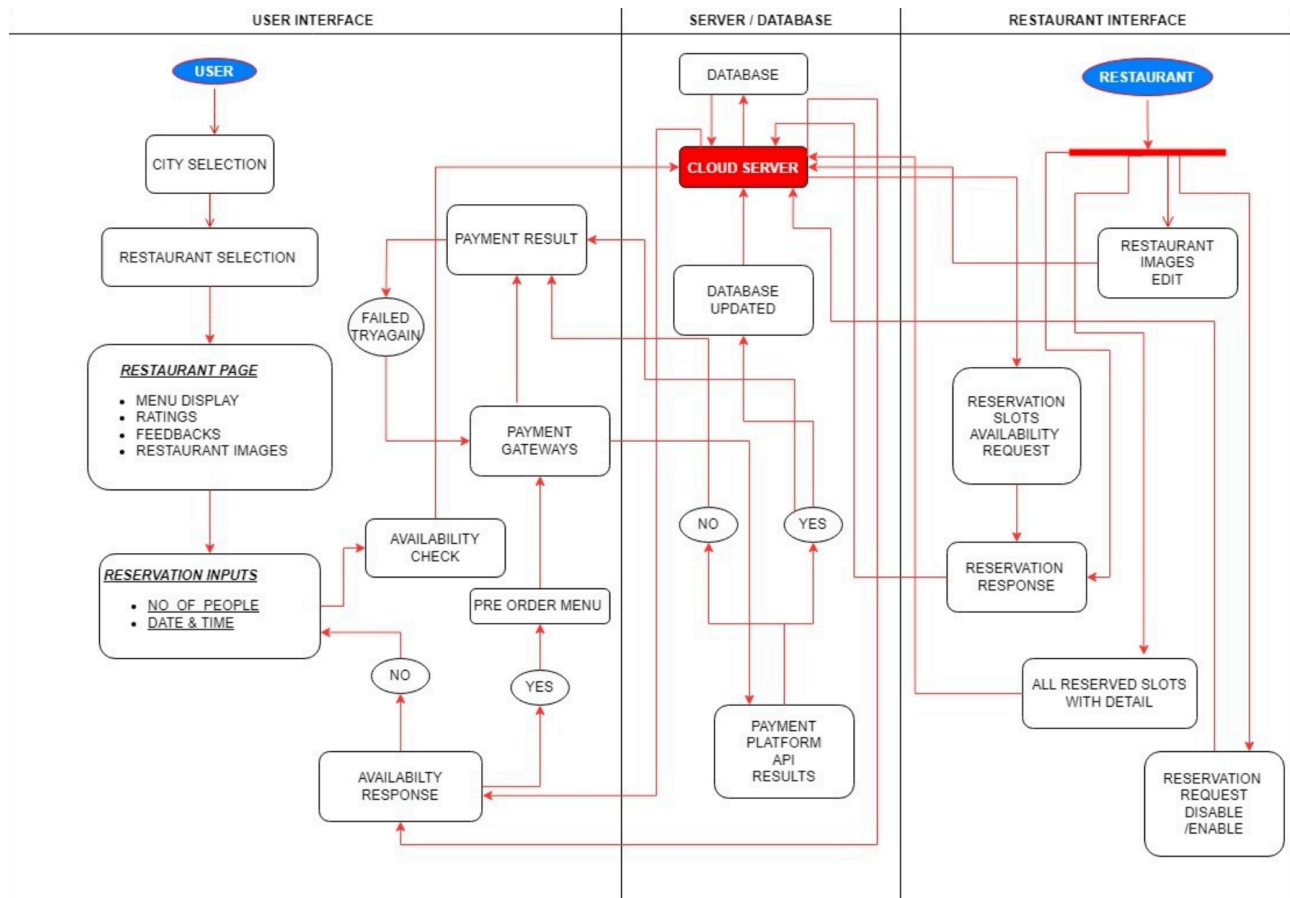 USER INTERFACE
SERVER / DATABASE
RESTAURANT INTERFACE
USER
CITY SELECTION
RESTAURANT SELECTION
RESTAURANT PAGE
• MENU DISPLAY
• RATINGS
• FEEDBACKS
• RESTAURANT IMAGES
RESERVATION INPUTS
• NO OF PEOPLE
• DATE & TIME
PAYMENT RESULT
FAILED
TRYAGAIN
PAYMENT
GATEWAYS
AVAILABILITY
CHECK
PRE ORDER MENU
NO
YES
AVAILABILTY
RESPONSE
DATABASE
CLOUD SERVER
DATABASE
UPDATED
NO
YES
PAYMENT
PLATFORM
API
RESULTS
RESTAURANT
RESTAURANT
IMAGES
EDIT
RESERVATION
SLOTS
AVAILABILITY
REQUEST
RESERVATION
RESPONSE
ALL RESERVED SLOTS
WITH DETAIL
RESERVATION
REQUEST
DISABLE
/ENABLE